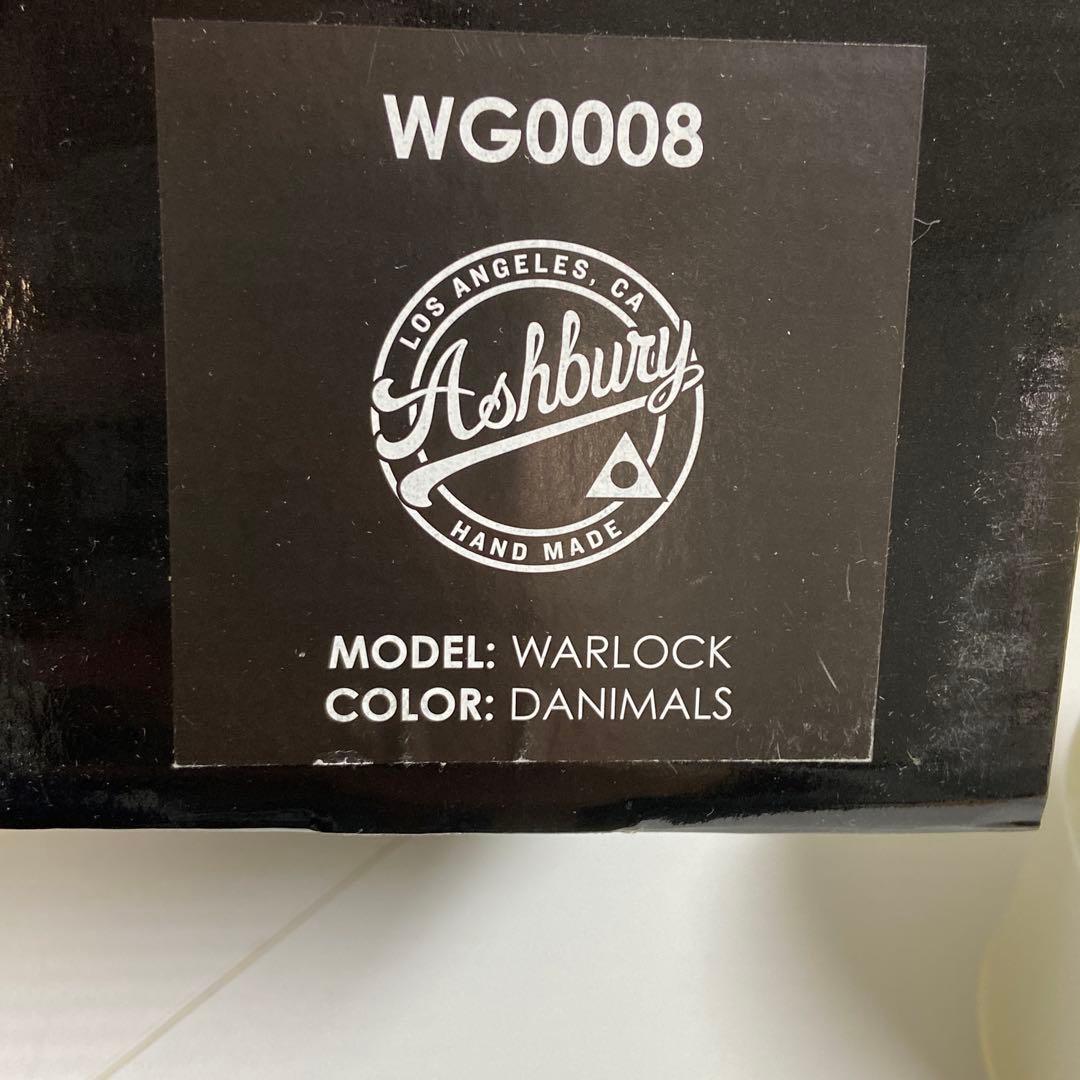 WG0008
LOS ANGELES, CA
Ashbury
HAND MADE
MODEL: WARLOCK
COLOR: DANIMALS